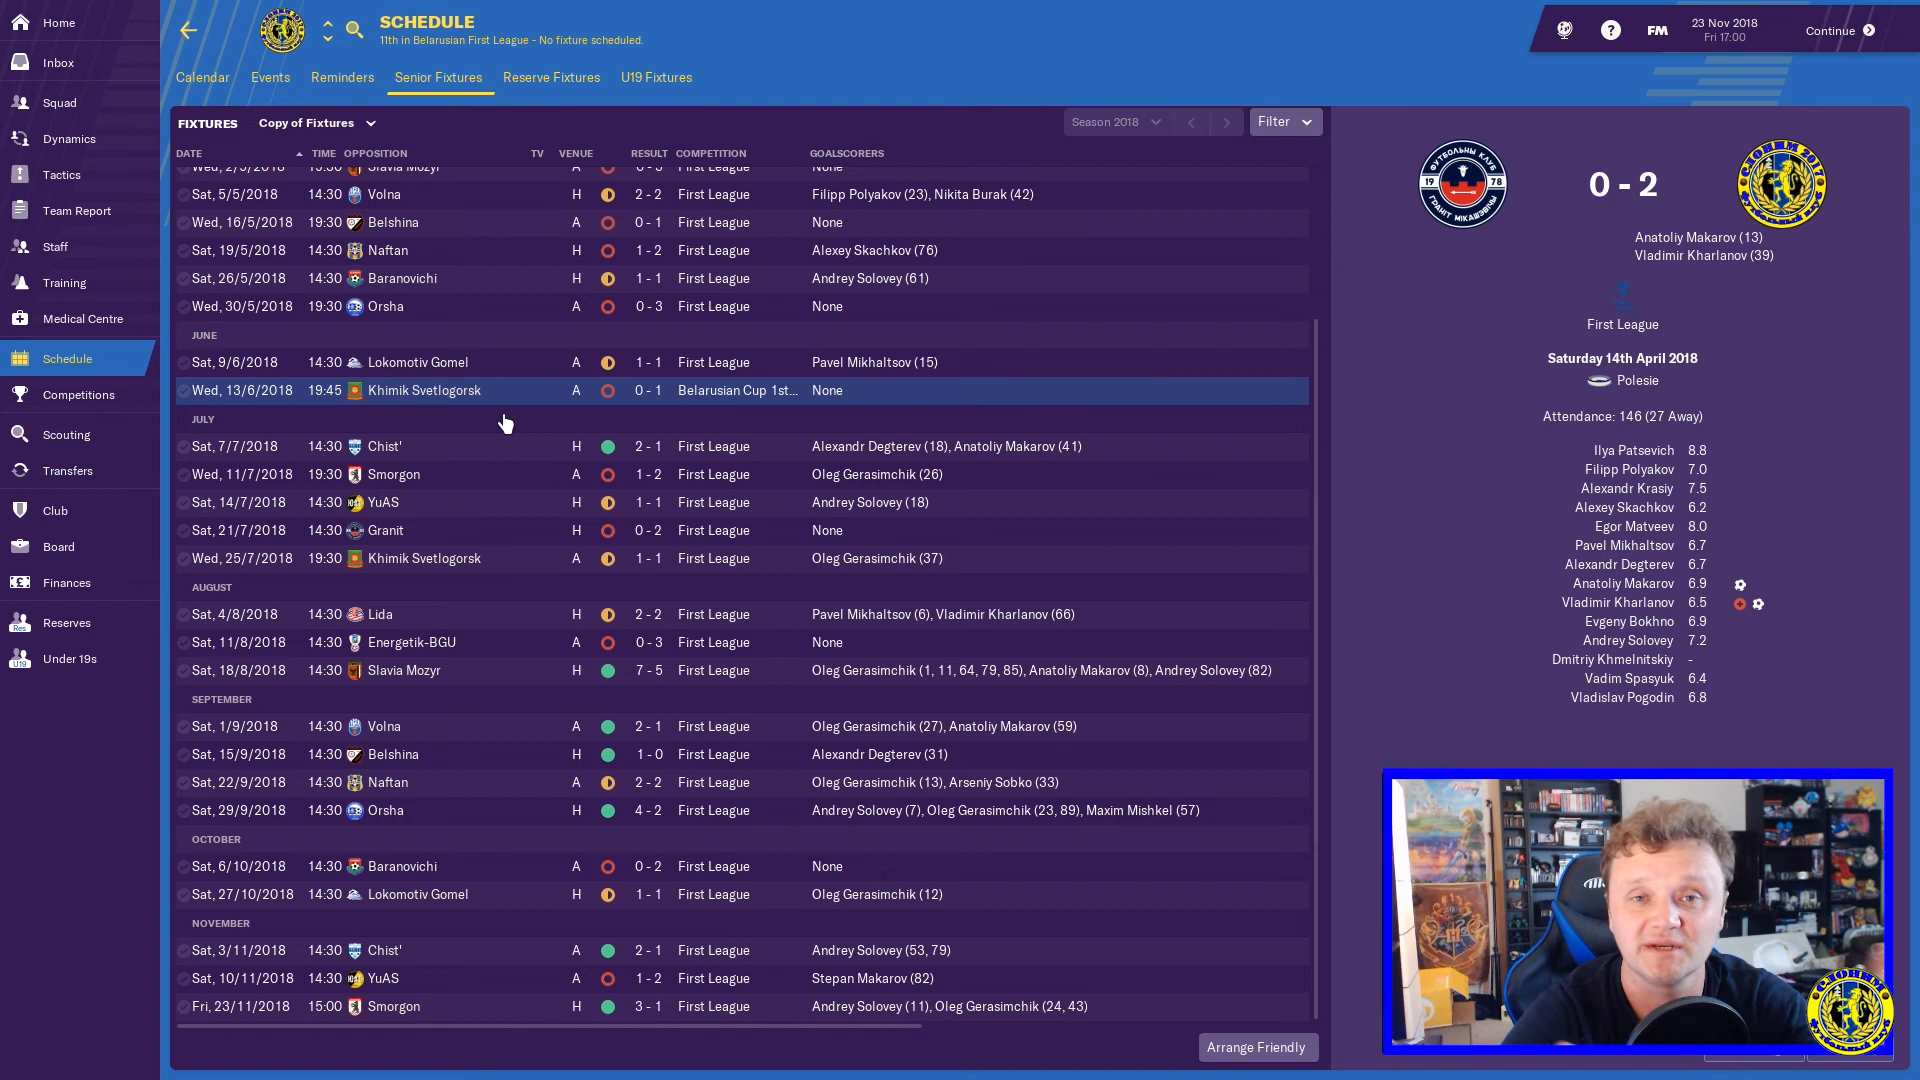 Home
Inbox
Squad
Dynamics
Tactics
Team Report
Staff
Training
Medical Centre
Schedule
Competitions
Scouting
Transfers
Club
Board
Finances
Res
Reserves
U19
Under 19s
SCHEDULE
11th in Belarusian First League - No fixture scheduled.
? FM 23 Nov 2018
Fri 17:00
Continue
Calendar Events Reminders Senior Fixtures Reserve Fixtures U19 Fixtures
FIXTURES Copy of Fixtures Season 2018 Filter
DATE TIME OPPOSITION TV VENUE RESULT COMPETITION GOALSCORERS
Wed, 2/5/2018 19:30 Slavia Mozyr A 0 - 3 First League None
Sat, 5/5/2018 14:30 Volna H 2 - 2 First League Filipp Polyakov (23), Nikita Burak (42)
Wed, 16/5/2018 19:30 Belshina A 0 - 1 First League None
Sat, 19/5/2018 14:30 Naftan H 1 - 2 First League Alexey Skachkov (76)
Sat, 26/5/2018 14:30 Baranovichi H 1 - 1 First League Andrey Solovey (61)
Wed, 30/5/2018 19:30 Orsha A 0 - 3 First League None
JUNE
Sat, 9/6/2018 14:30 Lokomotiv Gomel A 1 - 1 First League Pavel Mikhaltsov (15)
Wed, 13/6/2018 19:45 Khimik Svetlogorsk A 0 - 1 Belarusian Cup 1st... None
JULY
Sat, 7/7/2018 14:30 Chist' H 2 - 1 First League Alexandr Degterev (18), Anatoliy Makarov (41)
Wed, 11/7/2018 19:30 Smorgon A 1 - 2 First League Oleg Gerasimchik (26)
Sat, 14/7/2018 14:30 YuAS H 1 - 1 First League Andrey Solovey (18)
Sat, 21/7/2018 14:30 Granit H 0 - 2 First League None
Wed, 25/7/2018 19:30 Khimik Svetlogorsk A 1 - 1 First League Oleg Gerasimchik (37)
AUGUST
Sat, 4/8/2018 14:30 Lida H 2 - 2 First League Pavel Mikhaltsov (6), Vladimir Kharlanov (66)
Sat, 11/8/2018 14:30 Energetik-BGU A 0 - 3 First League None
Sat, 18/8/2018 14:30 Slavia Mozyr H 7 - 5 First League Oleg Gerasimchik (1, 11, 64, 79, 85), Anatoliy Makarov (8), Andrey Solovey (82)
SEPTEMBER
Sat, 1/9/2018 14:30 Volna A 2 - 1 First League Oleg Gerasimchik (27), Anatoliy Makarov (59)
Sat, 15/9/2018 14:30 Belshina H 1 - 0 First League Alexandr Degterev (31)
Sat, 22/9/2018 14:30 Naftan A 2 - 2 First League Oleg Gerasimchik (13), Arseniy Sobko (33)
Sat, 29/9/2018 14:30 Orsha H 4 - 2 First League Andrey Solovey (7), Oleg Gerasimchik (23, 89), Maxim Mishkel (57)
OCTOBER
Sat, 6/10/2018 14:30 Baranovichi A 0 - 2 First League None
Sat, 27/10/2018 14:30 Lokomotiv Gomel H 1 - 1 First League Oleg Gerasimchik (12)
NOVEMBER
Sat, 3/11/2018 14:30 Chist' A 2 - 1 First League Andrey Solovey (53, 79)
Sat, 10/11/2018 14:30 YuAS A 1 - 2 First League Stepan Makarov (82)
Fri, 23/11/2018 15:00 Smorgon H 3 - 1 First League Andrey Solovey (11), Oleg Gerasimchik (24, 43)
Arrange Friendly
ФУТБОЛЬНЫ КЛУБ
19 78
ГРАНІТ МІКАШЭВІЧЫ
0 - 2
СЛОНІМ 2017
Anatoliy Makarov (13)
Vladimir Kharlanov (39)
First League
Saturday 14th April 2018
Polesie
Attendance: 146 (27 Away)
Ilya Patsevich 8.8
Filipp Polyakov 7.0
Alexandr Krasiy 7.5
Alexey Skachkov 6.2
Egor Matveev 8.0
Pavel Mikhaltsov 6.7
Alexandr Degterev 6.7
Anatoliy Makarov 6.9
Vladimir Kharlanov 6.5
Evgeny Bokhno 6.9
Andrey Solovey 7.2
Dmitriy Khmelnitskiy -
Vadim Spasyuk 6.4
Vladislav Pogodin 6.8